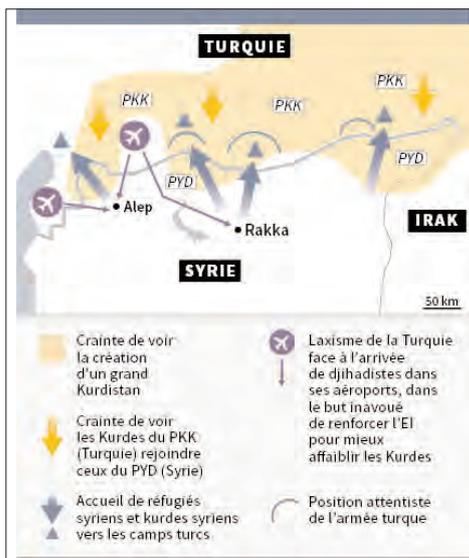 TURQUIE
PKK
PKK
PKK
PYD
PYD
Alep
Rakka
IRAK
SYRIE
50 km
Crainte de voir
la création
d'un grand
Kurdistan
Crainte de voir
les Kurdes du PKK
(Turquie) rejoindre
ceux du PYD (Syrie)
Accueil de réfugiés
syriens et kurdes syriens
vers les camps turcs
Laxisme de la Turquie
face à l'arrivée
de djihadistes dans
ses aéroports, dans
le but inavoué
de renforcer l'EI
pour mieux
affaiblir les Kurdes
Position attentiste
de l'armée turque